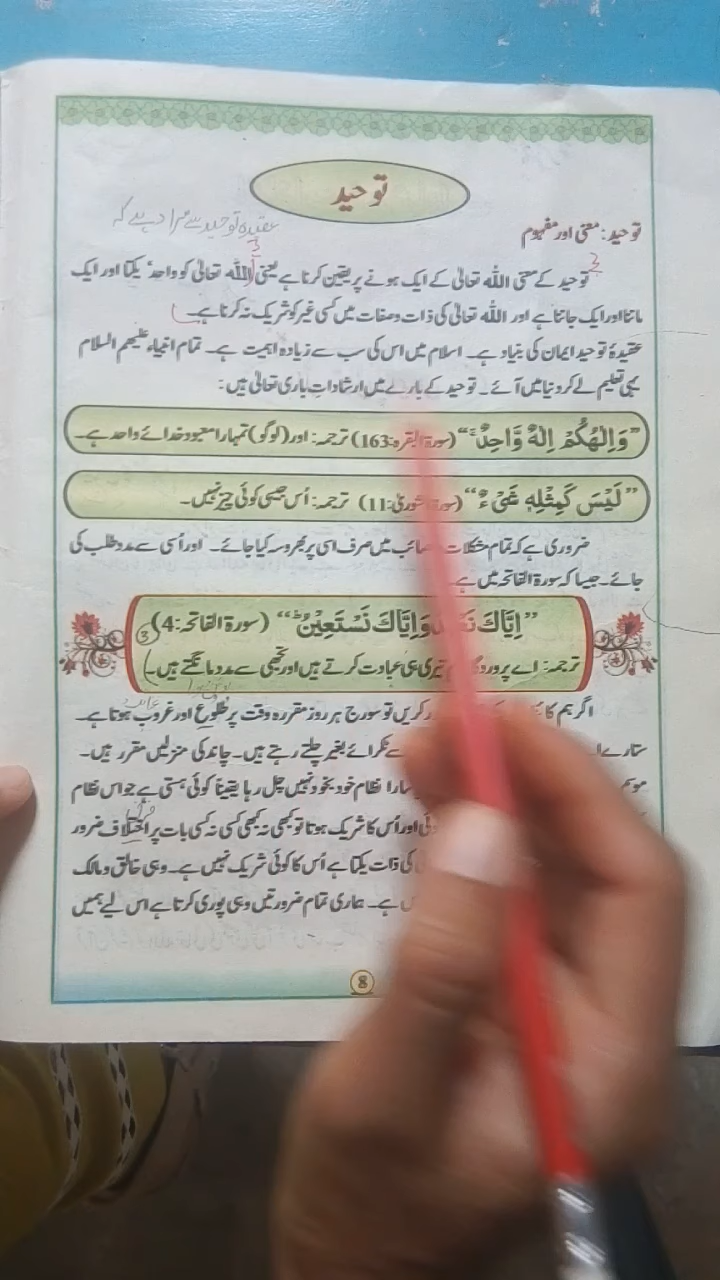 توحید
عقیدہ توحید سے مراد ہے کہ
توحید: معنی اور مفہوم
توحید کے معنی اللہ تعالیٰ کے ایک ہونے پر یقین کرنا ہے یعنی اللہ تعالیٰ کو واحد' یکتا اور ایک
ماننا اور ایک جاننا ہے اور اللہ تعالیٰ کی ذات و صفات میں کسی غیر کو شریک نہ کرنا ہے۔
عقیدۂ توحید ایمان کی بنیاد ہے۔ اسلام میں اس کی سب سے زیادہ اہمیت ہے۔ تمام انبیاء علیہم السلام
یہی تعلیم لے کر دنیا میں آئے۔ توحید کے بارے میں ارشاداتِ باری تعالیٰ ہیں:
”وَاِلٰهُكُمْ اِلٰهٌ وَّاحِدٌ ۚ“ (سورۃ البقرہ:163) ترجمہ: اور (لوگو) تمہارا معبود خدائے واحد ہے۔
”لَيْسَ كَمِثْلِهٖ شَىْءٌ“ (سورۃ شوریٰ:11) ترجمہ: اُس جیسی کوئی چیز نہیں۔
ضروری ہے کہ تمام مشکلات میں صرف اسی پر بھروسہ کیا جائے۔ اور اُسی سے مدد طلب کی
جائے۔ جیسا کہ سورۃ الفاتحہ میں ہے
”اِيَّاكَ وَاِيَّاكَ نَسْتَعِيْنُ ؕ“ (سورۃ الفاتحہ:4) 3
ترجمہ: اے تیری ہی عبادت کرتے ہیں اور تجھی سے مدد مانگتے ہیں۔
اگر ہم کریں تو سورج ہر روز مقررہ وقت پر طلوع اور غروب ہوتا ہے۔
ستارے ٹکرائے بغیر چلتے رہتے ہیں۔ چاند کی منزلیں مقرر ہیں۔
نظام خود بخود نہیں چل رہا یقیناً کوئی ہستی ہے جو اس نظام
اور اُس کا شریک ہوتا تو کبھی نہ کبھی کسی نہ کسی بات پر اختلاف ضرور
کی ذات یکتا ہے اُس کا کوئی شریک نہیں ہے۔ وہی خالق و مالک
ہے۔ ہماری تمام ضرورتیں وہی پوری کرتا ہے اس لیے ہمیں
8